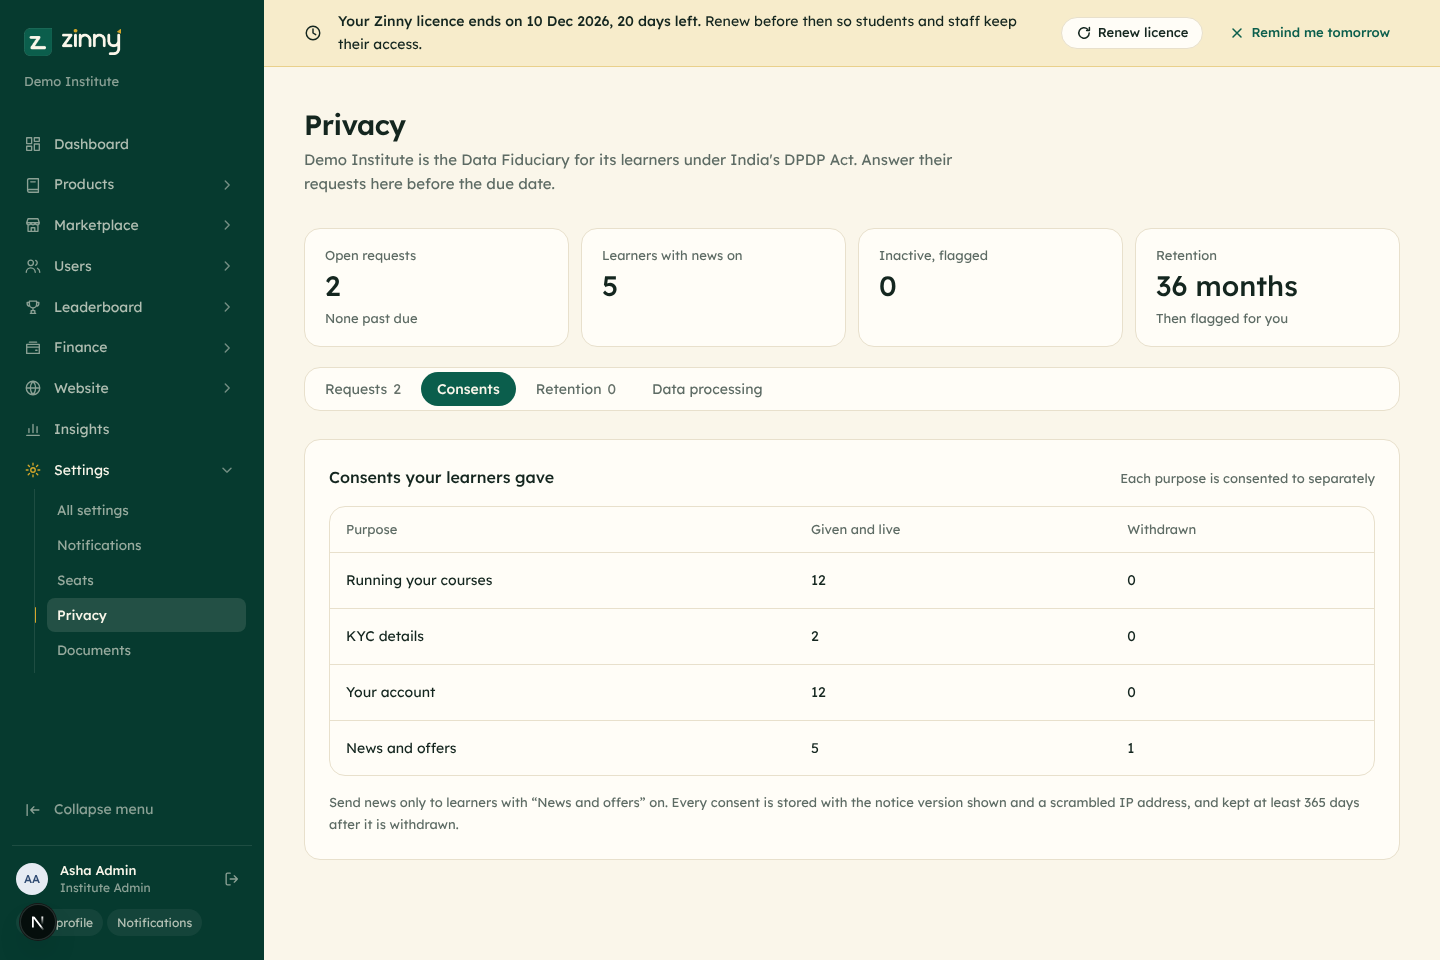 zinny
Demo Institute
Dashboard
Products
Marketplace
Users
Leaderboard
Finance
Website
Insights
Settings
All settings
Notifications
Seats
Privacy
Documents
Collapse menu
AA
Asha Admin
Institute Admin
N
profile
Notifications
Your Zinny licence ends on 10 Dec 2026, 20 days left. Renew before then so students and staff keep
their access.
Renew licence
Remind me tomorrow
Privacy
Demo Institute is the Data Fiduciary for its learners under India's DPDP Act. Answer their
requests here before the due date.
Open requests
2
None past due
Learners with news on
5
Inactive, flagged
0
Retention
36 months
Then flagged for you
Requests 2
Consents
Retention 0
Data processing
Consents your learners gave
Each purpose is consented to separately
Purpose Given and live Withdrawn
Running your courses 12 0
KYC details 2 0
Your account 12 0
News and offers 5 1
Send news only to learners with “News and offers” on. Every consent is stored with the notice version shown and a scrambled IP address, and kept at least 365 days
after it is withdrawn.